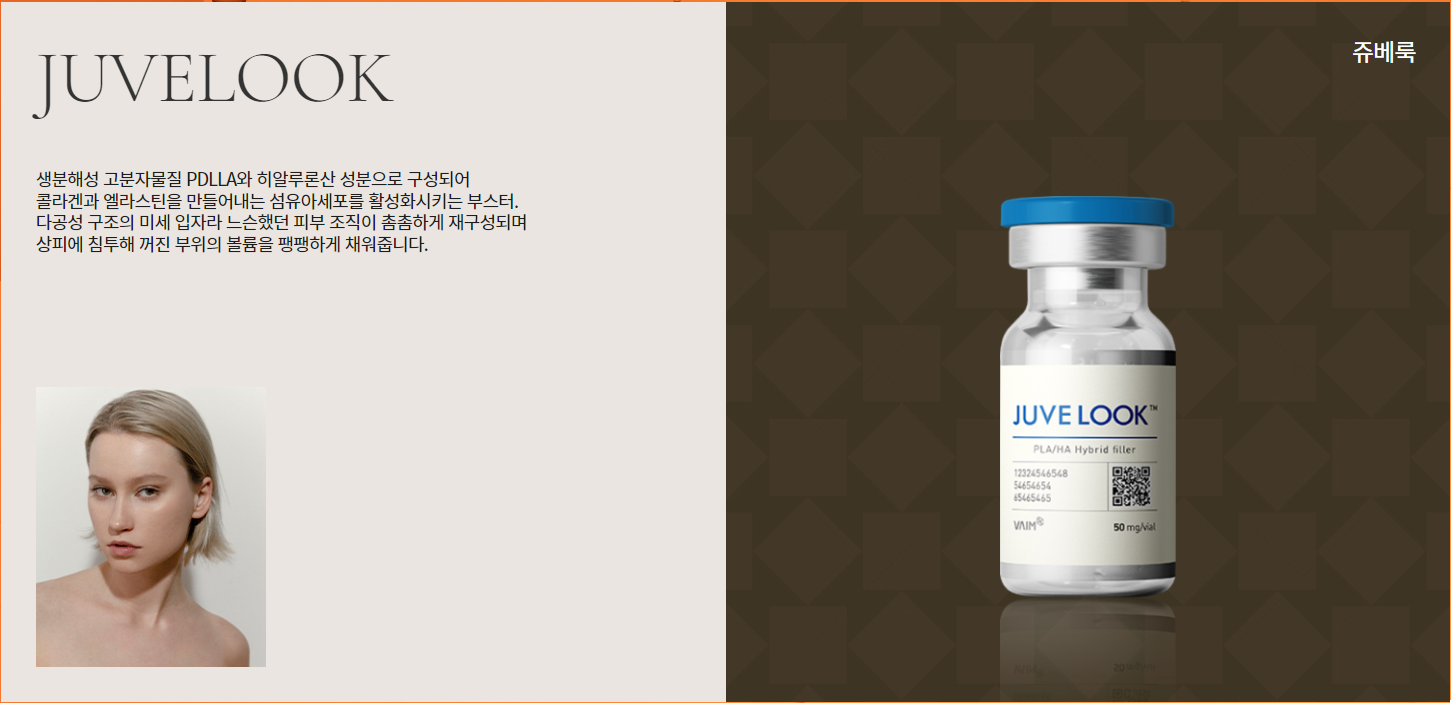 JUVELOOK
생분해성 고분자물질 PDLLA와 히알루론산 성분으로 구성되어
콜라겐과 엘라스틴을 만들어내는 섬유아세포를 활성화시키는 부스터.
다공성 구조의 미세 입자라 느슨했던 피부 조직이 촘촘하게 재구성되며
상피에 침투해 꺼진 부위의 볼륨을 팽팽하게 채워줍니다.
쥬베룩
JUVELOOK™
PLA/HA Hybrid filler
12324546548
54654654
65465465
VAIM
50 mg/vial